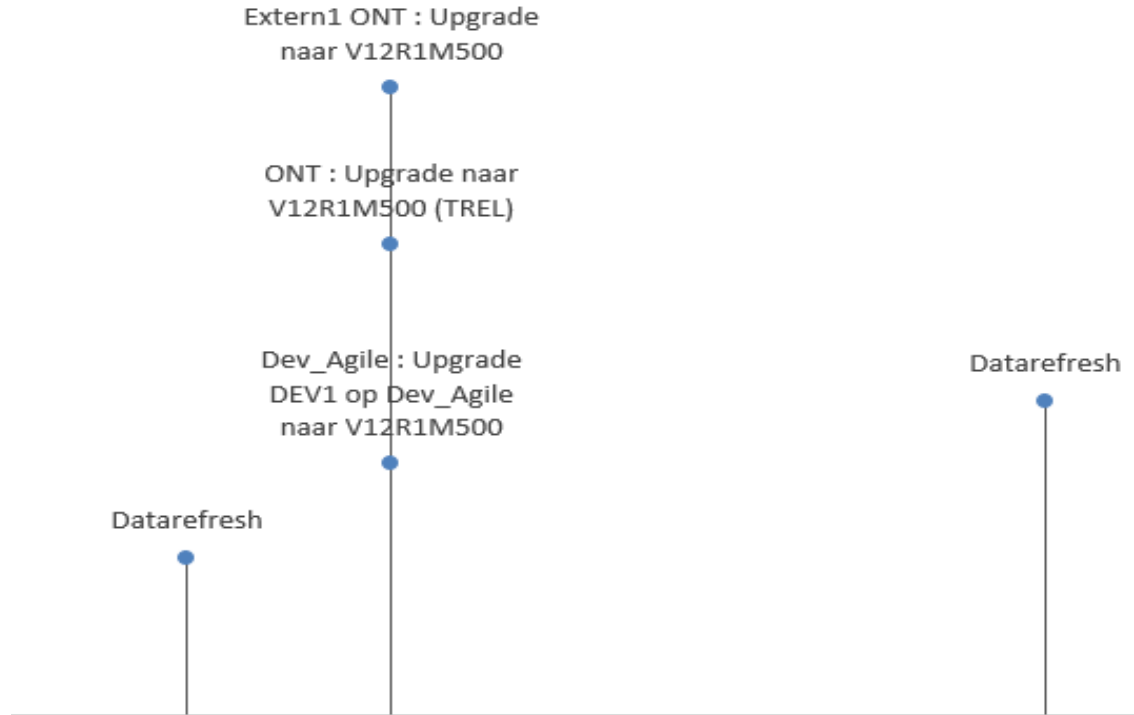 Extern1 ONT : Upgrade
naar V12R1M500
ONT : Upgrade naar
V12R1M500 (TREL)
Dev_Agile : Upgrade
DEV1 op Dev_Agile
naar V12R1M500
Datarefresh
Datarefresh